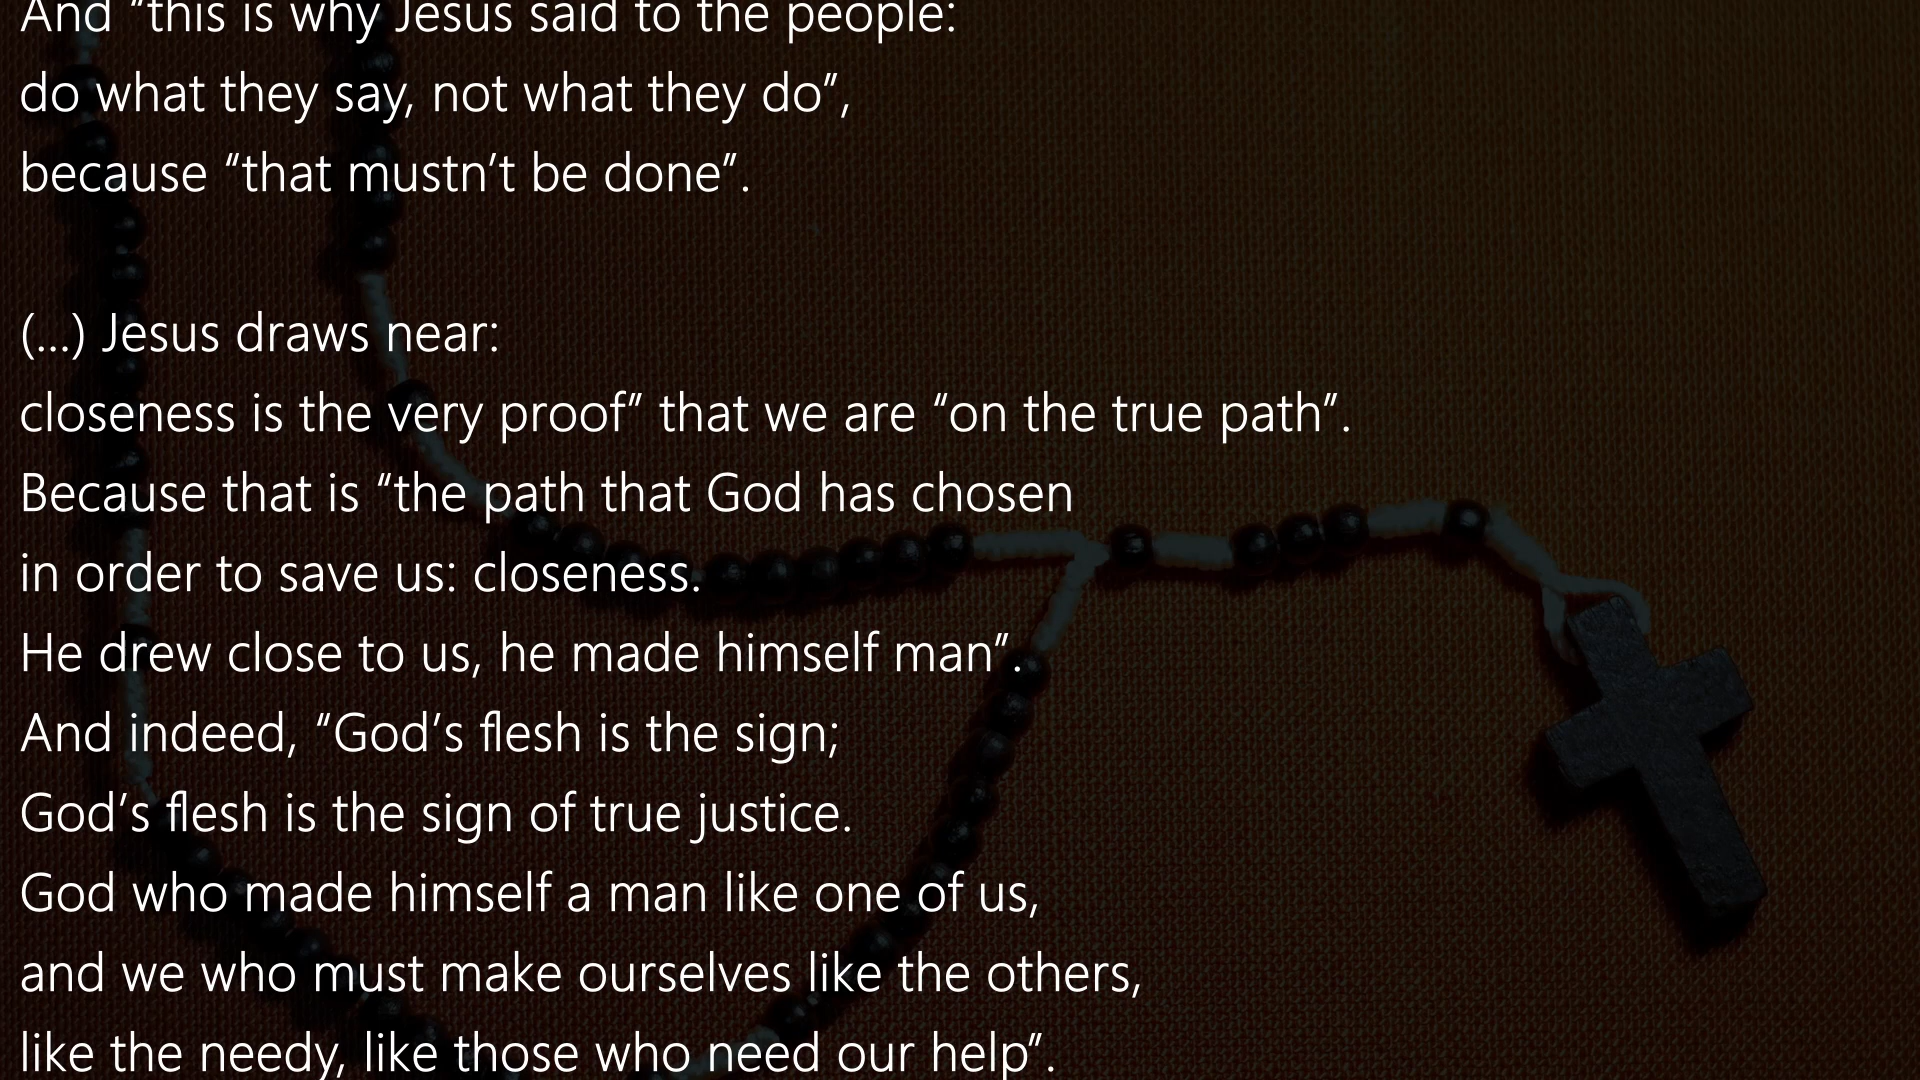 And “this is why Jesus said to the people:
do what they say, not what they do”,
because “that mustn’t be done”.
(…) Jesus draws near:
closeness is the very proof” that we are “on the true path”.
Because that is “the path that God has chosen
in order to save us: closeness.
He drew close to us, he made himself man”.
And indeed, “God’s flesh is the sign;
God’s flesh is the sign of true justice.
God who made himself a man like one of us,
and we who must make ourselves like the others,
like the needy, like those who need our help”.